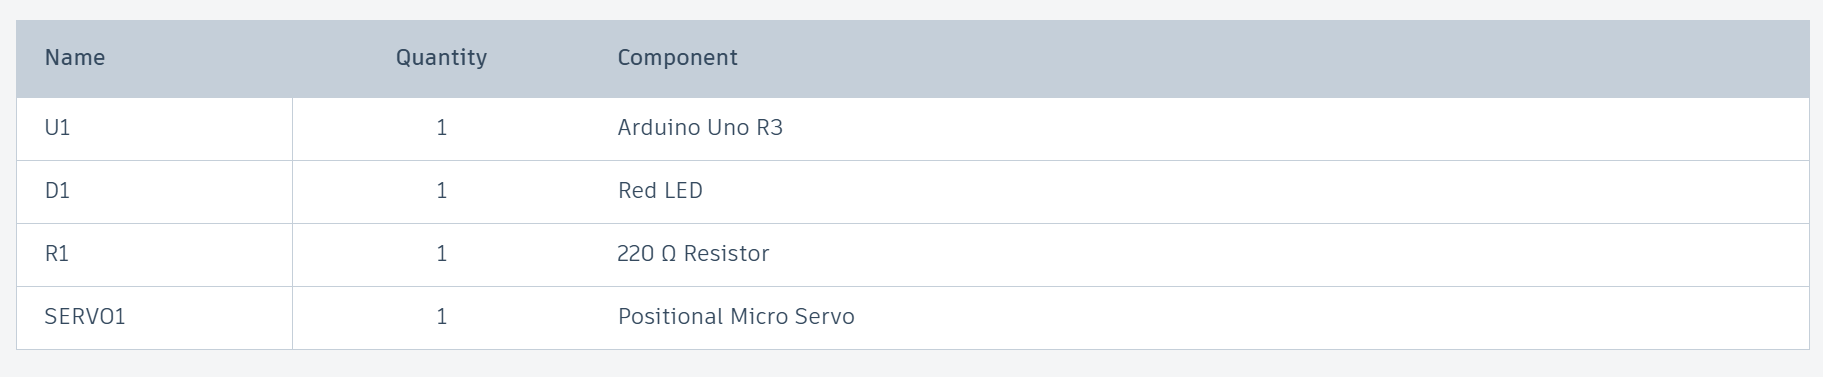 Name Quantity Component
U1 1 Arduino Uno R3
D1 1 Red LED
R1 1 220 Ω Resistor
SERVO1 1 Positional Micro Servo